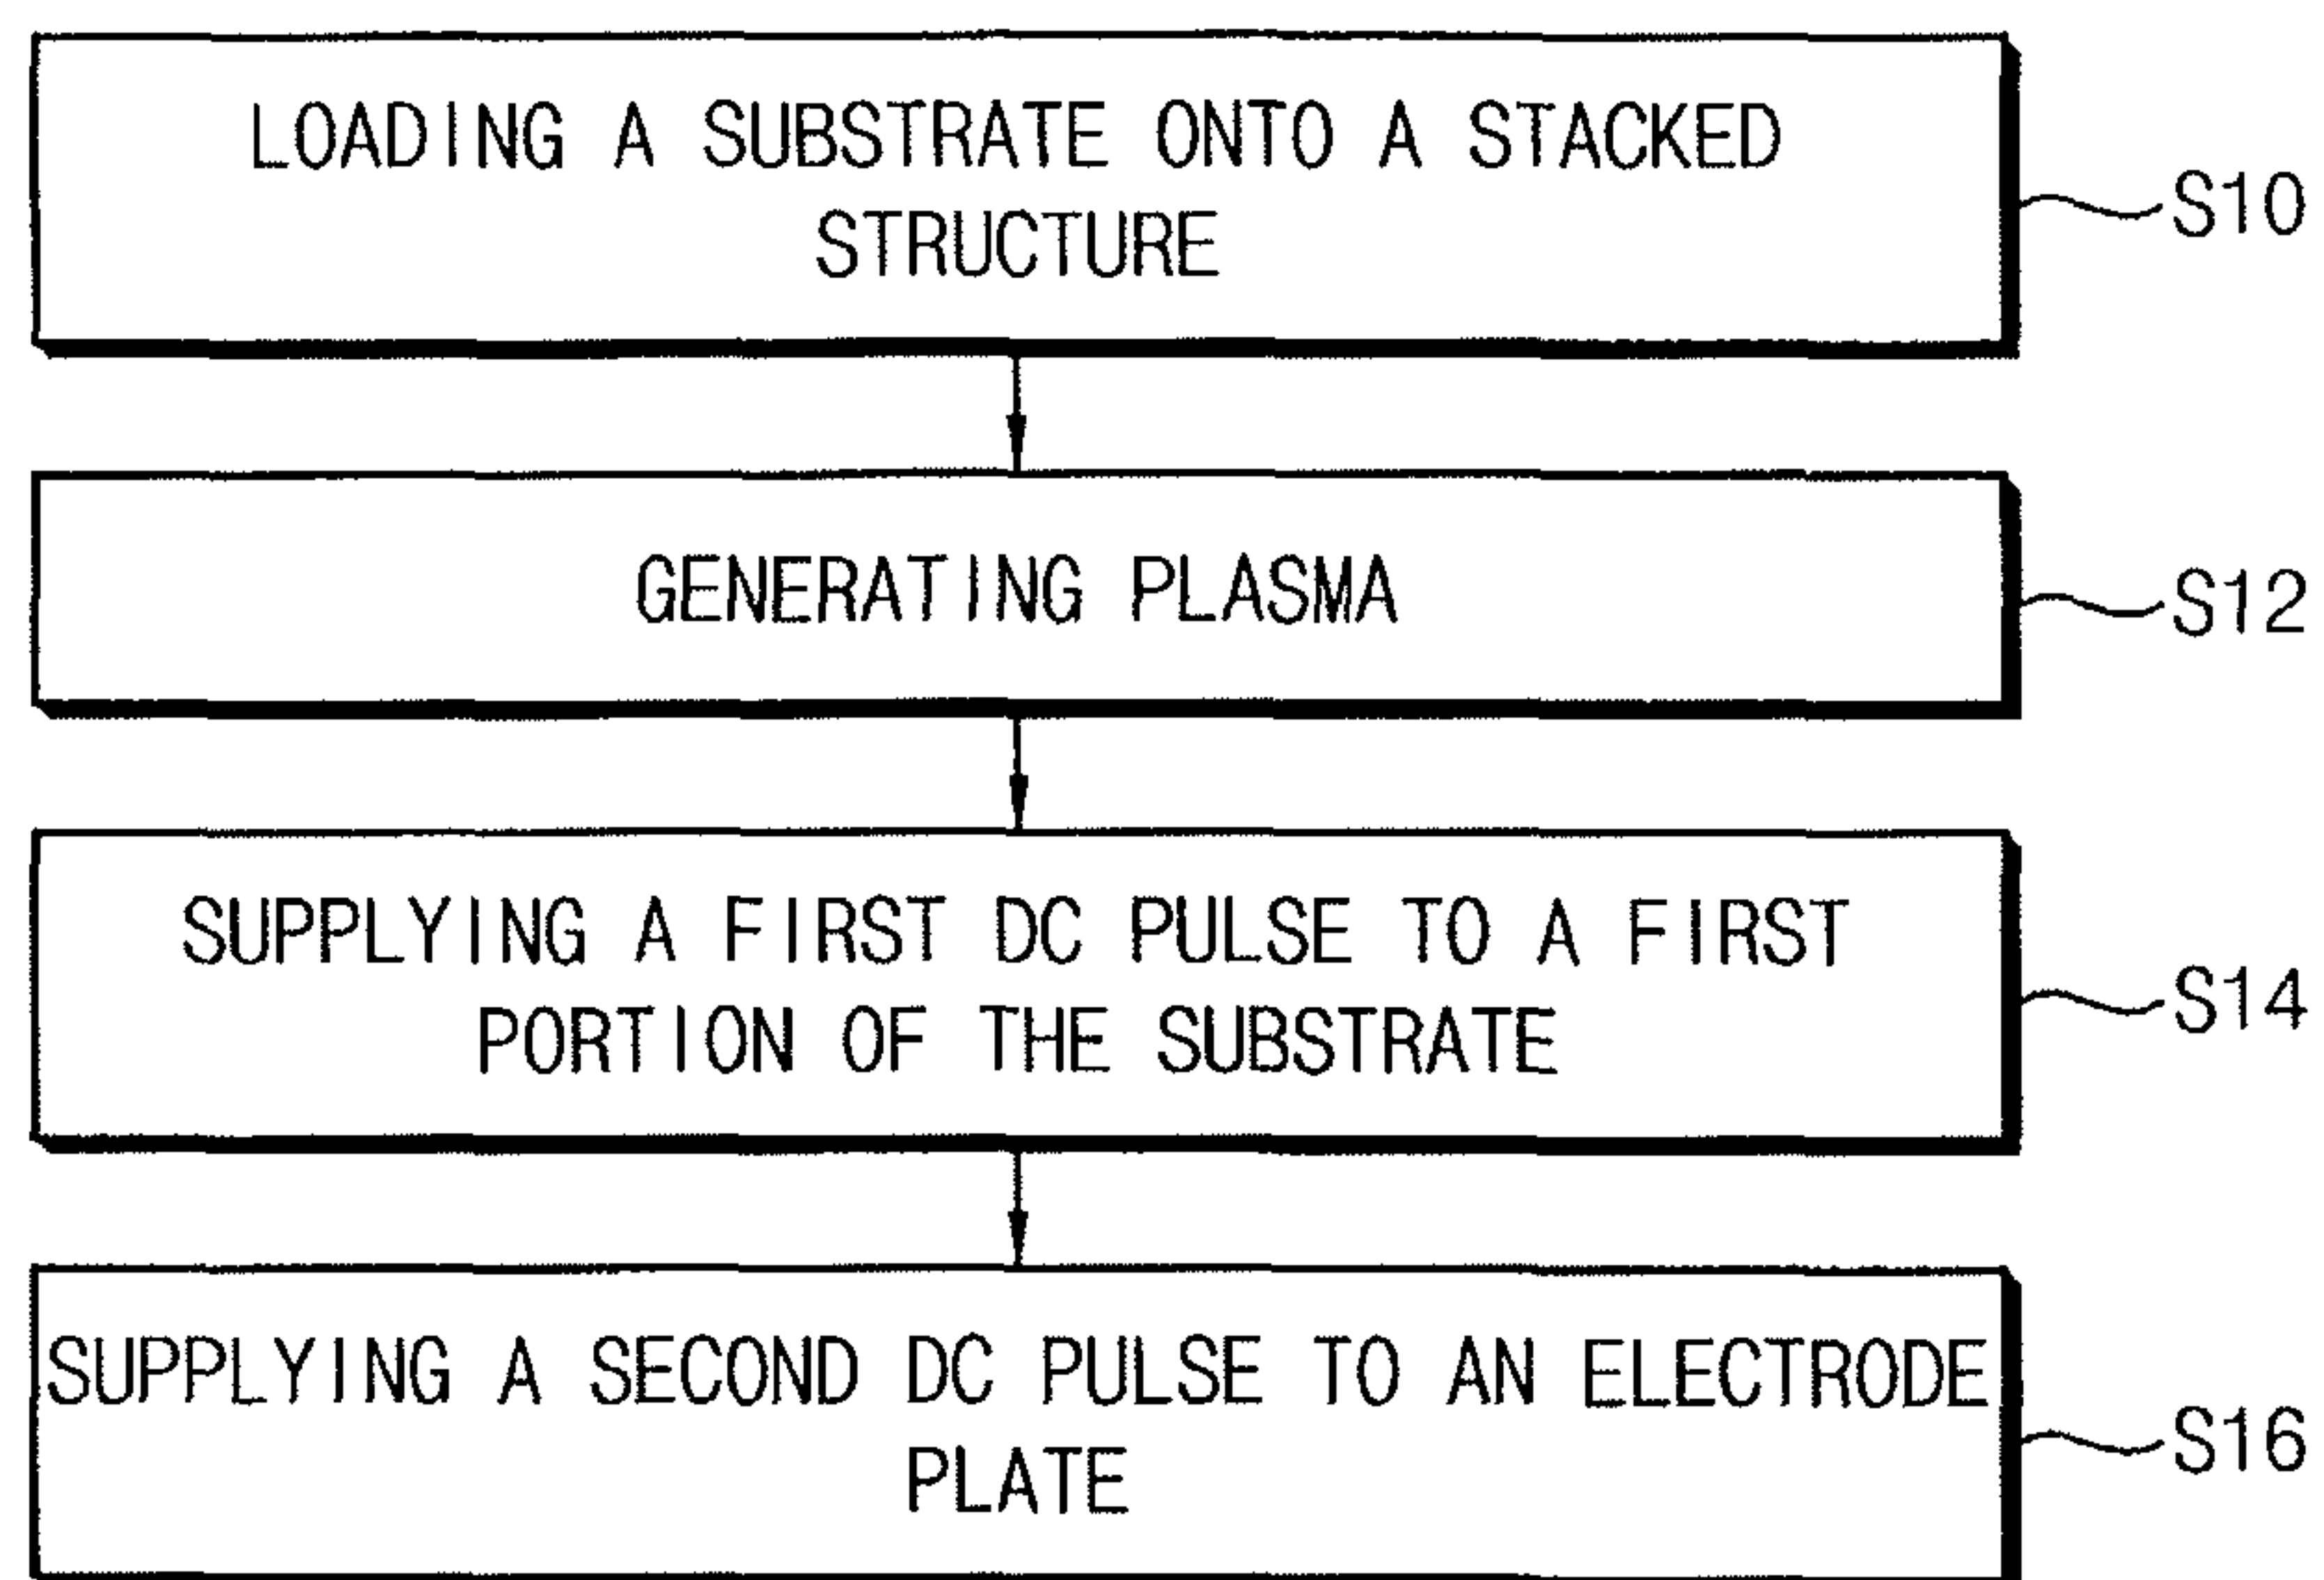 LOADING A SUBSTRATE ONTO A STACKED
STRUCTURE
S10
GENERATING PLASMA
S12
SUPPLYING A FIRST DC PULSE TO A FIRST
PORTION OF THE SUBSTRATE
S14
SUPPLYING A SECOND DC PULSE TO AN ELECTRODE
PLATE
S16